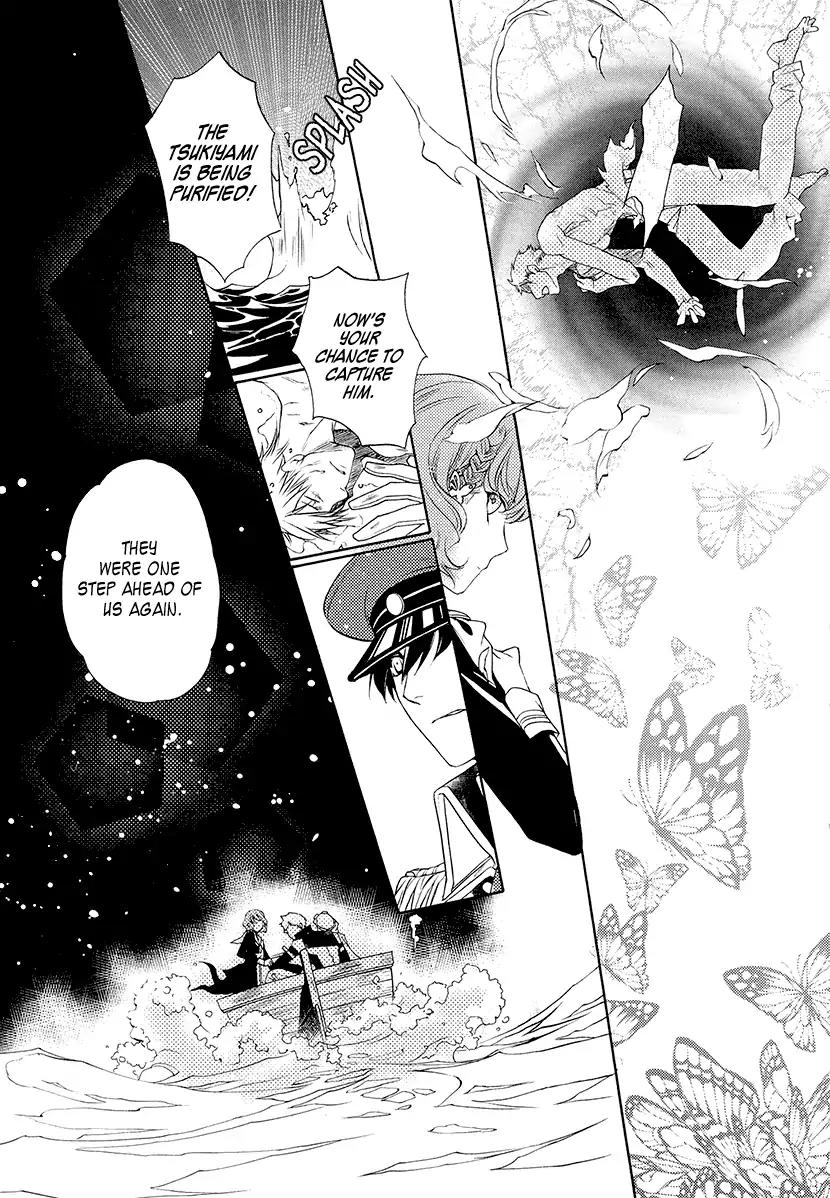 SPLASH
THE
TSUKIYAMI
IS BEING
PURIFIED!
NOW'S
YOUR
CHANCE TO
CAPTURE
HIM.
THEY
WERE ONE
STEP AHEAD OF
US AGAIN.